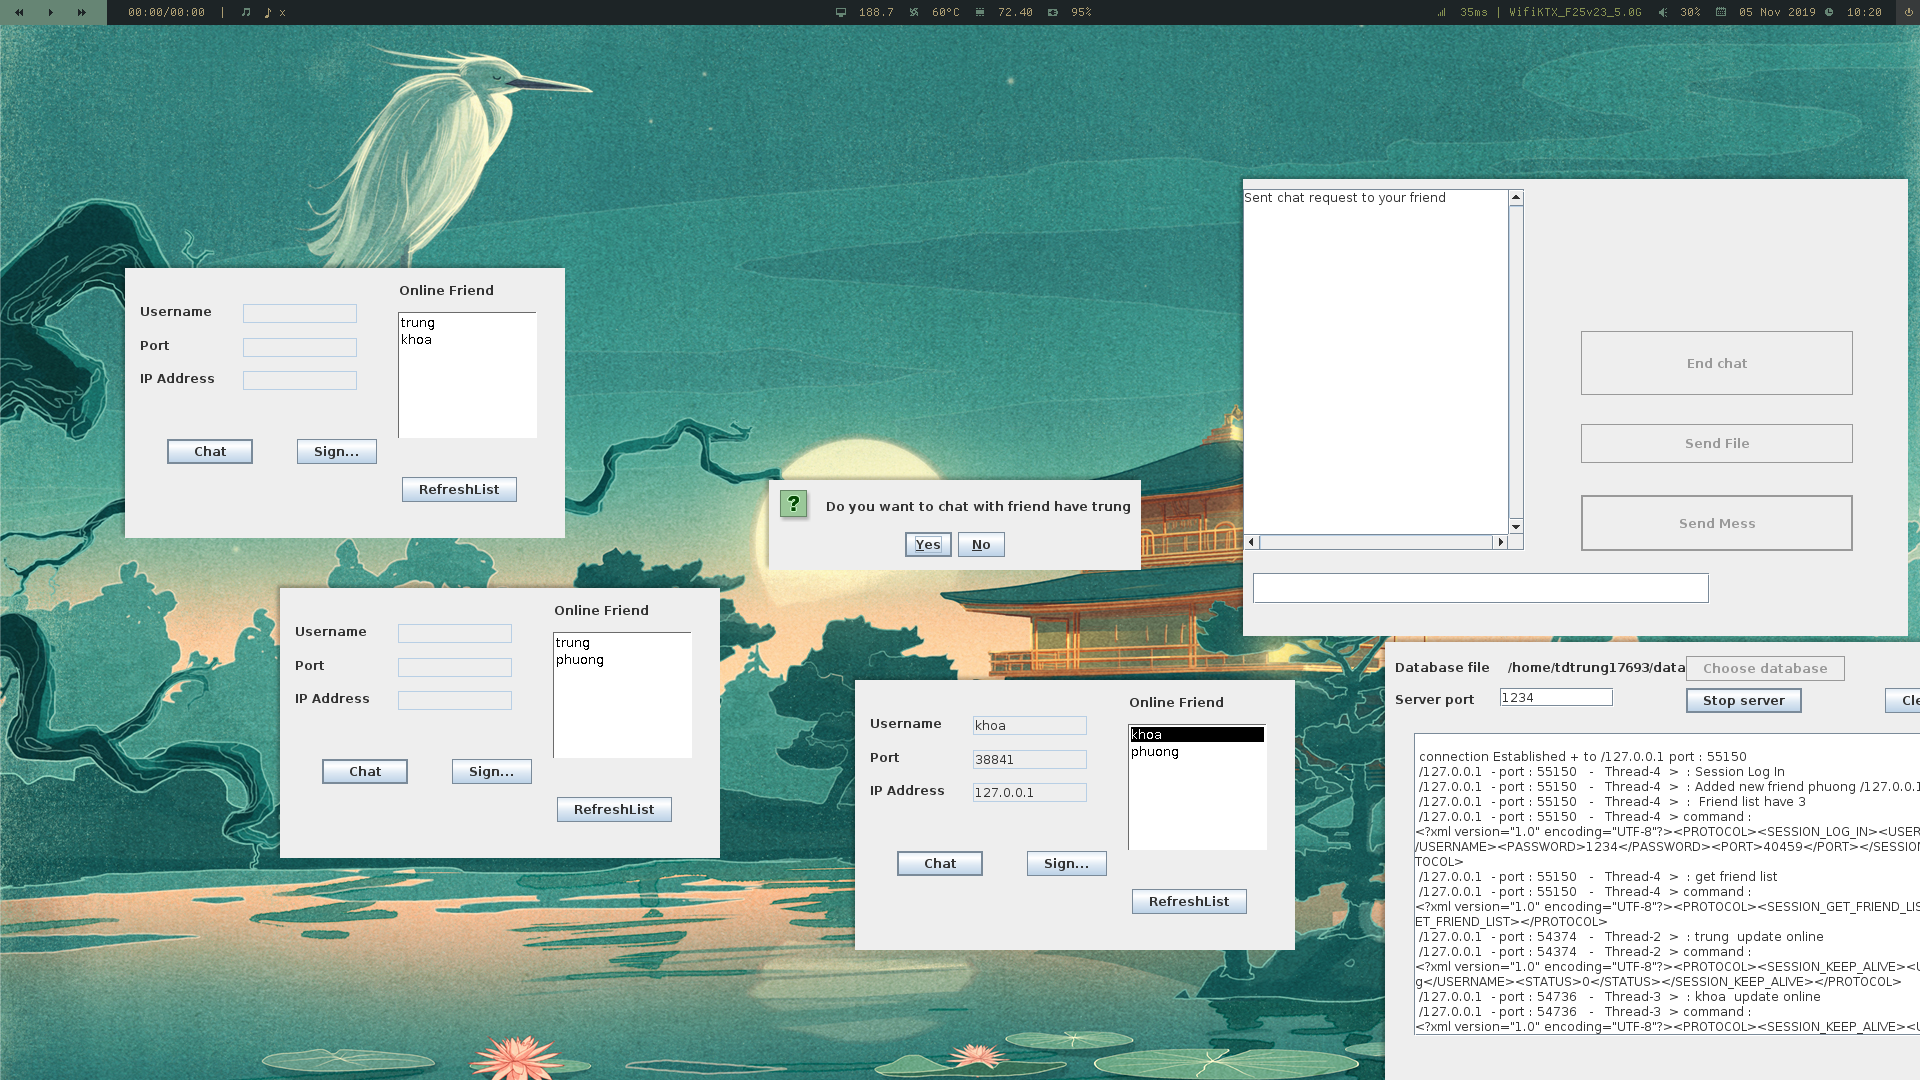 00:00/00:00 | x
188.7 60°C 72.40 95%
35ms | WifiKTX_F25v23_5.0G 30% 05 Nov 2019 10:20
Online Friend
Username
Port
IP Address
trung
khoa
Chat
Sign...
RefreshList
Do you want to chat with friend have trung
Yes
No
Sent chat request to your friend
End chat
Send File
Send Mess
Online Friend
Username
Port
IP Address
trung
phuong
Chat
Sign...
RefreshList
Online Friend
Username khoa
Port 38841
IP Address 127.0.0.1
khoa
phuong
Chat
Sign...
RefreshList
Database file /home/tdtrung17693/data
Choose database
Server port 1234
Stop server
Cle
connection Established + to /127.0.0.1 port : 55150
/127.0.0.1 - port : 55150 - Thread-4 > : Session Log In
/127.0.0.1 - port : 55150 - Thread-4 > : Added new friend phuong /127.0.0.1
/127.0.0.1 - port : 55150 - Thread-4 > : Friend list have 3
/127.0.0.1 - port : 55150 - Thread-4 > command :
<?xml version="1.0" encoding="UTF-8"?><PROTOCOL><SESSION_LOG_IN><USER
/USERNAME><PASSWORD>1234</PASSWORD><PORT>40459</PORT></SESSION
TOCOL>
/127.0.0.1 - port : 55150 - Thread-4 > : get friend list
/127.0.0.1 - port : 55150 - Thread-4 > command :
<?xml version="1.0" encoding="UTF-8"?><PROTOCOL><SESSION_GET_FRIEND_LIS
ET_FRIEND_LIST></PROTOCOL>
/127.0.0.1 - port : 54374 - Thread-2 > : trung update online
/127.0.0.1 - port : 54374 - Thread-2 > command :
<?xml version="1.0" encoding="UTF-8"?><PROTOCOL><SESSION_KEEP_ALIVE><U
g</USERNAME><STATUS>0</STATUS></SESSION_KEEP_ALIVE></PROTOCOL>
/127.0.0.1 - port : 54736 - Thread-3 > : khoa update online
/127.0.0.1 - port : 54736 - Thread-3 > command :
<?xml version="1.0" encoding="UTF-8"?><PROTOCOL><SESSION_KEEP_ALIVE><U